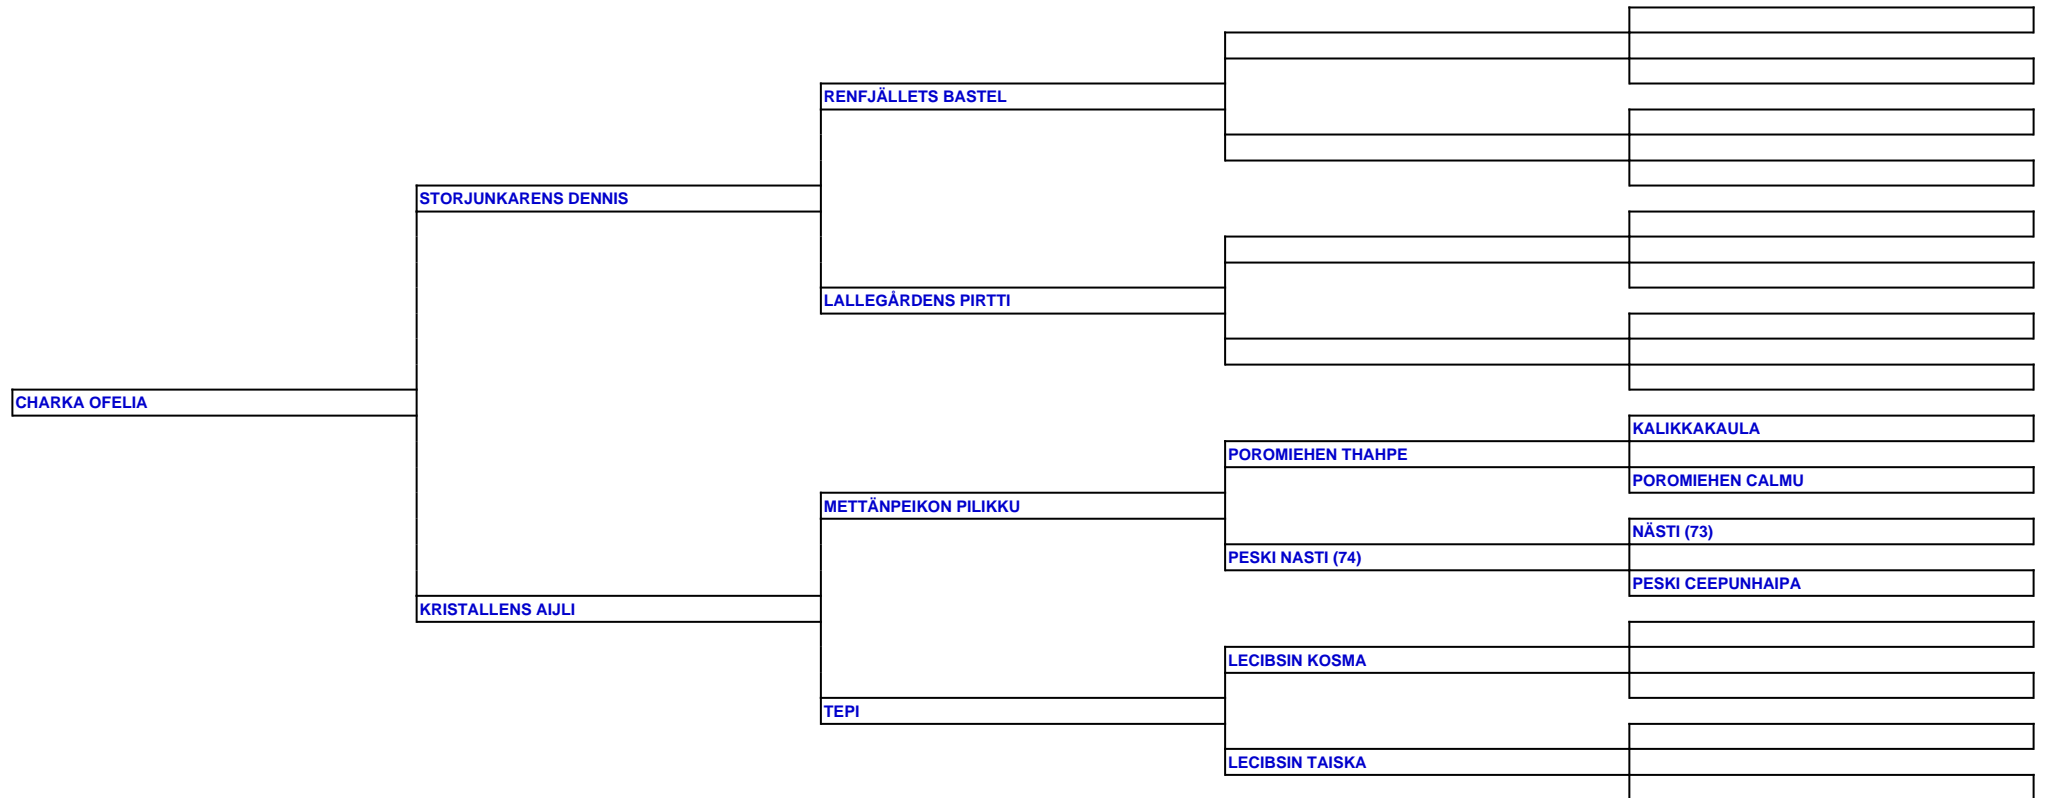 RENFJÄLLETS BASTEL
STORJUNKARENS DENNIS
LALLEGÅRDENS PIRTTI
CHARKA OFELIA
KALIKKAKAULA
POROMIEHEN THAHPE
POROMIEHEN CALMU
METTÄNPEIKON PILIKKU
NÄSTI (73)
PESKI NASTI (74)
PESKI CEEPUNHAIPA
KRISTALLENS AIJLI
LECIBSIN KOSMA
TEPI
LECIBSIN TAISKA